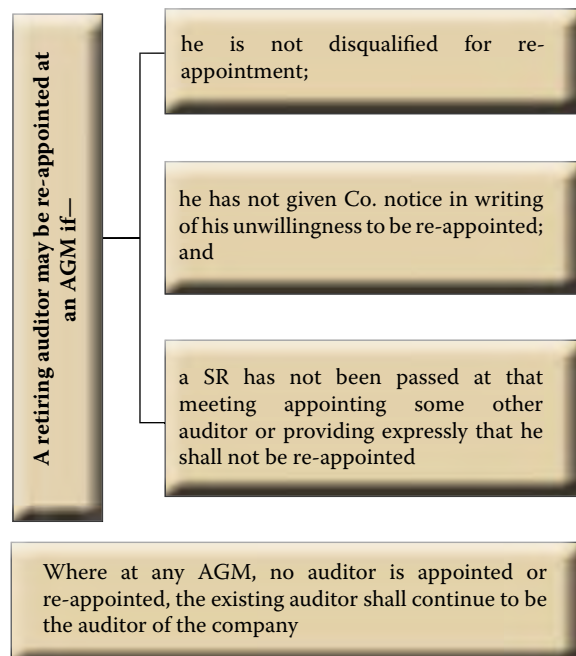 A retiring auditor may be re-appointed at
an AGM if—
he is not disqualified for re-
appointment;
he has not given Co. notice in writing
of his unwillingness to be re-appointed;
and
a SR has not been passed at that
meeting appointing some other
auditor or providing expressly that he
shall not be re-appointed
Where at any AGM, no auditor is appointed or
re-appointed, the existing auditor shall continue to be
the auditor of the company